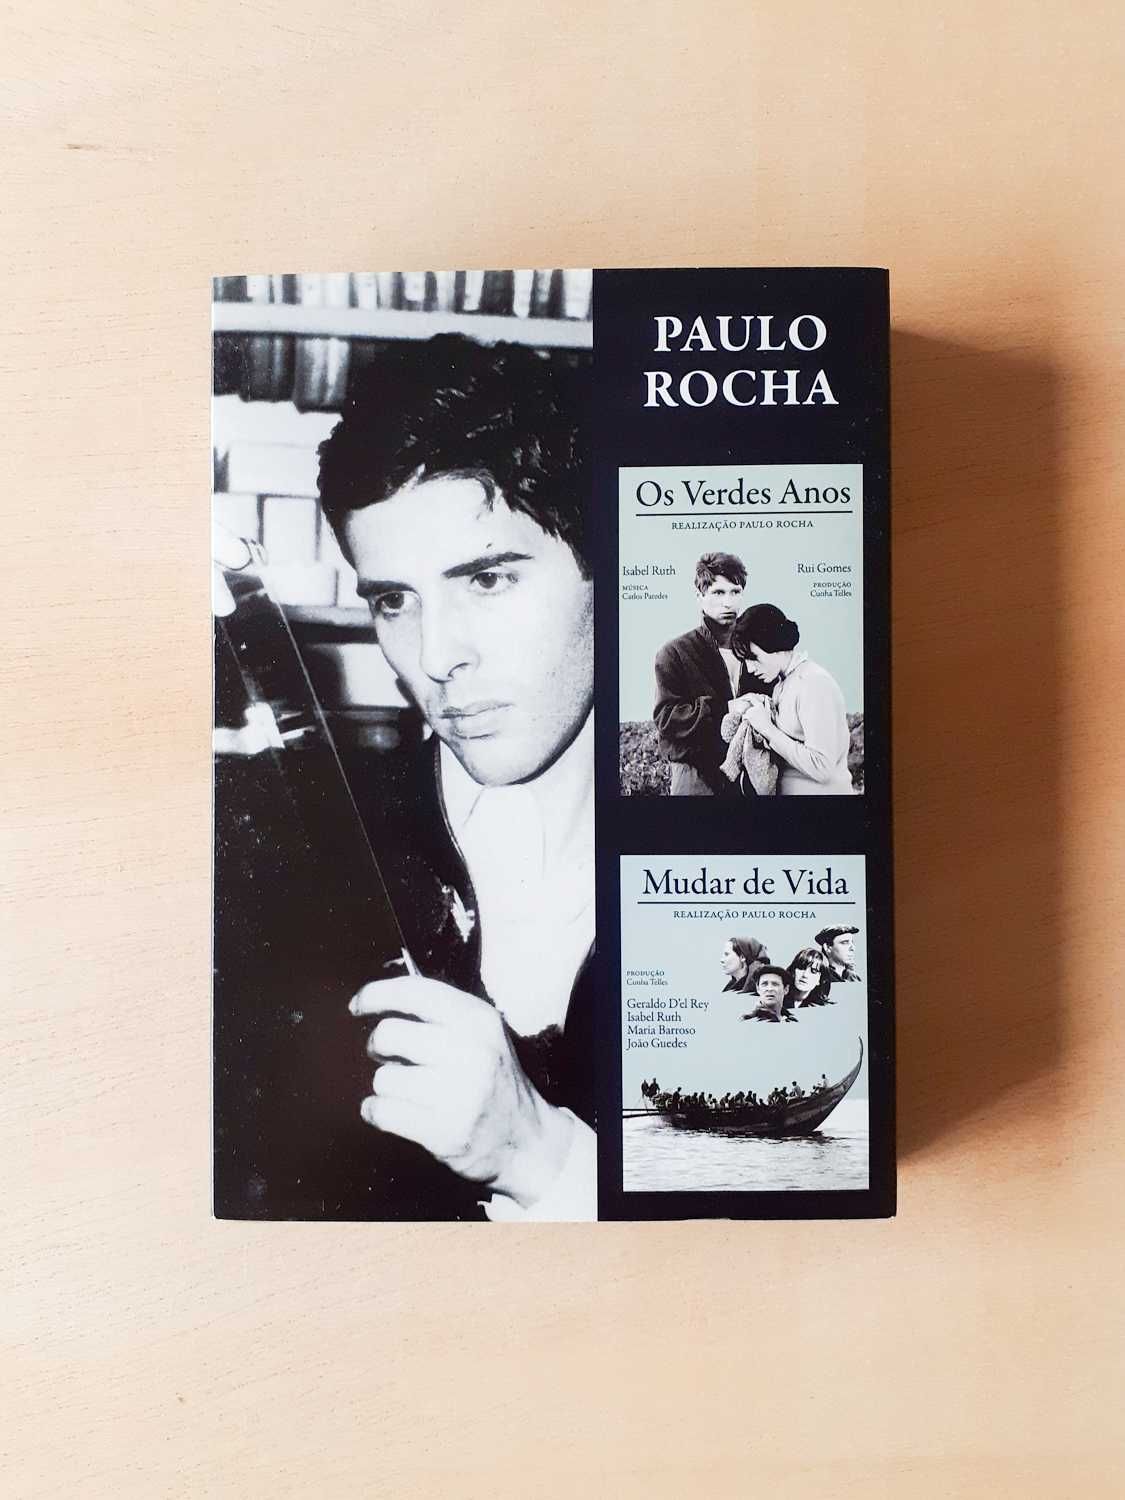 PAULO
ROCHA
Os Verdes Anos
REALIZAÇÃO PAULO ROCHA
Isabel Ruth
MÚSICA
Carlos Paredes
Rui Gomes
PRODUÇÃO
Cunha Telles
Mudar de Vida
REALIZAÇÃO PAULO ROCHA
PRODUÇÃO
Cunha Telles
Geraldo D'el Rey
Isabel Ruth
Maria Barroso
João Guedes